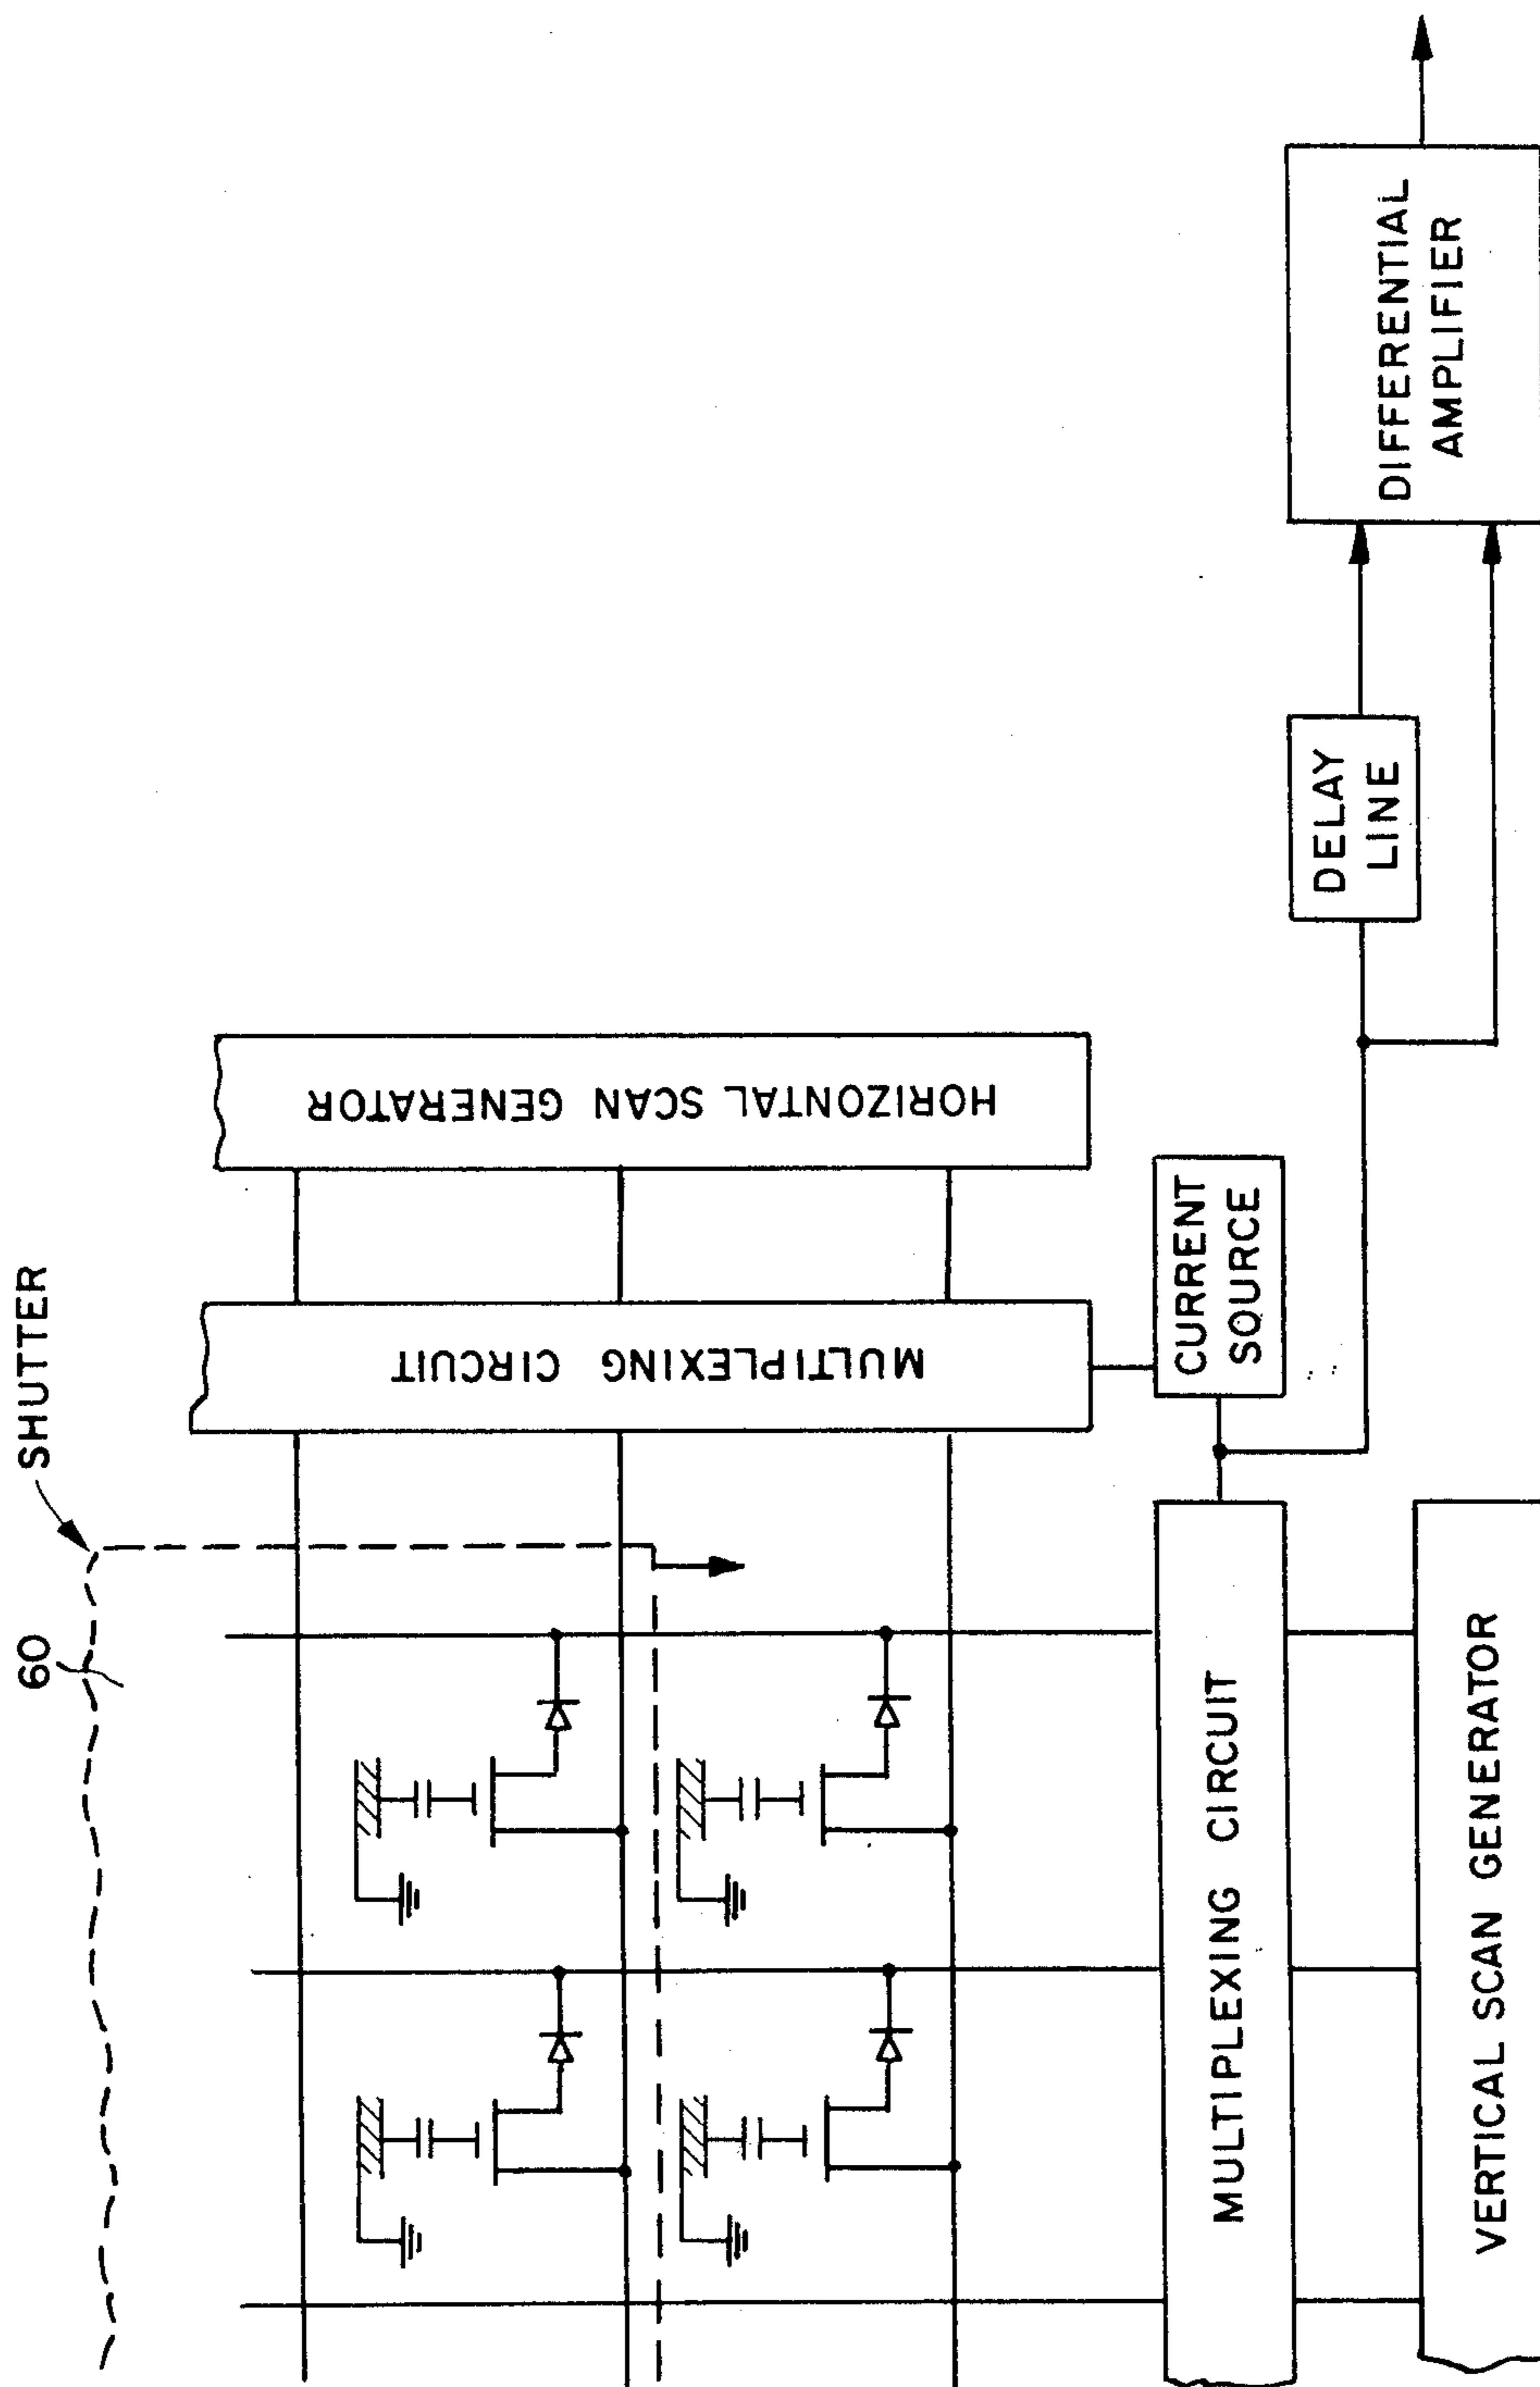 SHUTTER
60
HORIZONTAL SCAN GENERATOR
MULTIPLEXING CIRCUIT
CURRENT
SOURCE
DELAY
LINE
DIFFERENTIAL
AMPLIFIER
MULTIPLEXING CIRCUIT
VERTICAL SCAN GENERATOR